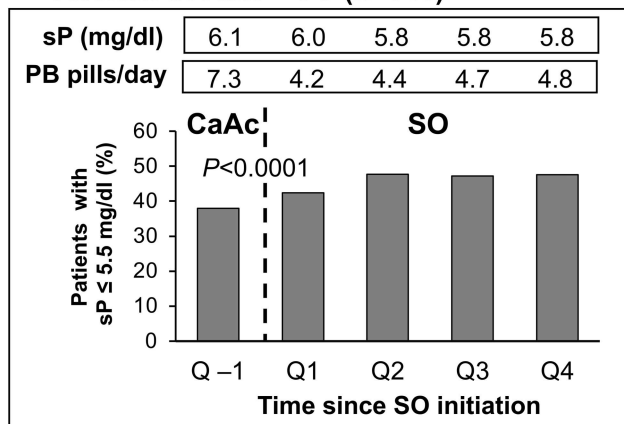 sP (mg/dl) 6.1 6.0 5.8 5.8 5.8
PB pills/day 7.3 4.2 4.4 4.7 4.8
CaAc SO
P<0.0001
Patients with
sP ≤ 5.5 mg/dl (%)
60
50
40
30
20
10
0
Q –1 Q1 Q2 Q3 Q4
Time since SO initiation